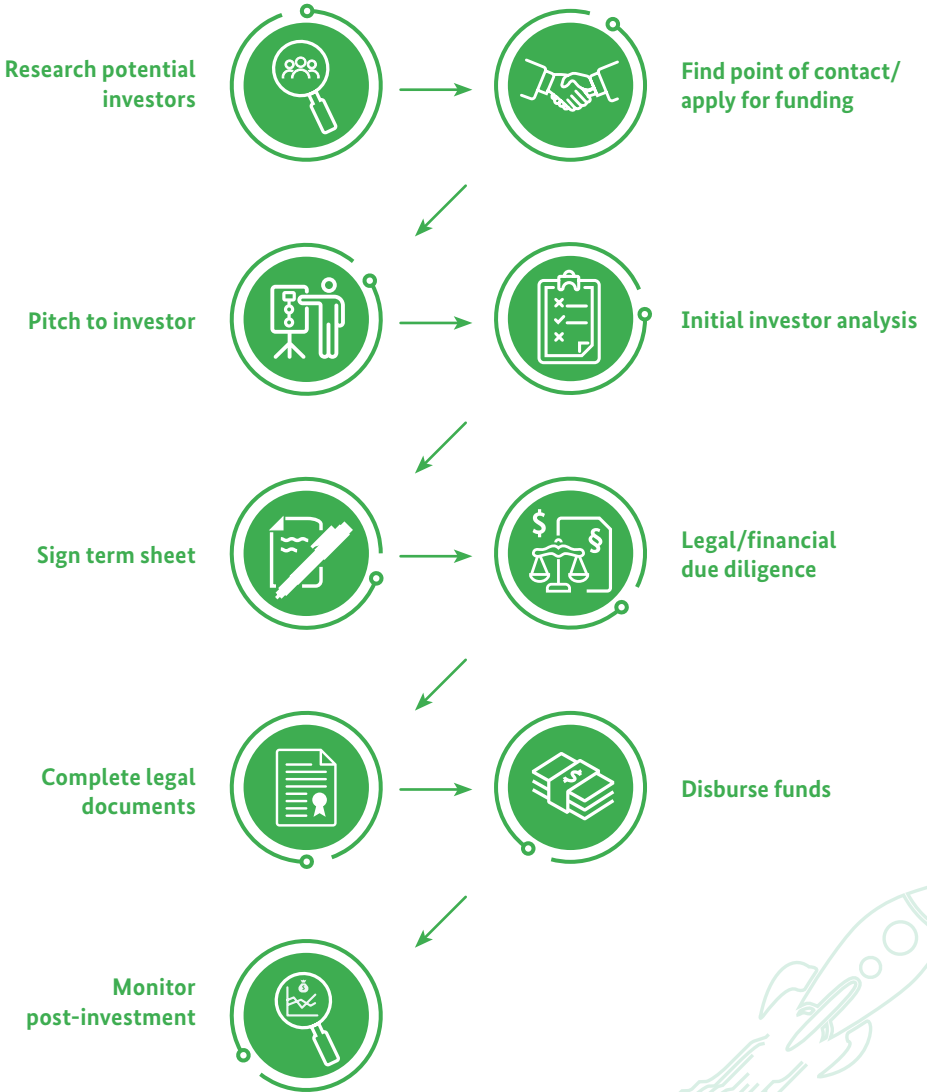 Research potential
investors
Find point of contact/
apply for funding
Pitch to investor
Initial investor analysis
Sign term sheet
$
§
Legal/financial
due diligence
Complete legal
documents
$
Disburse funds
$
Monitor
post-investment